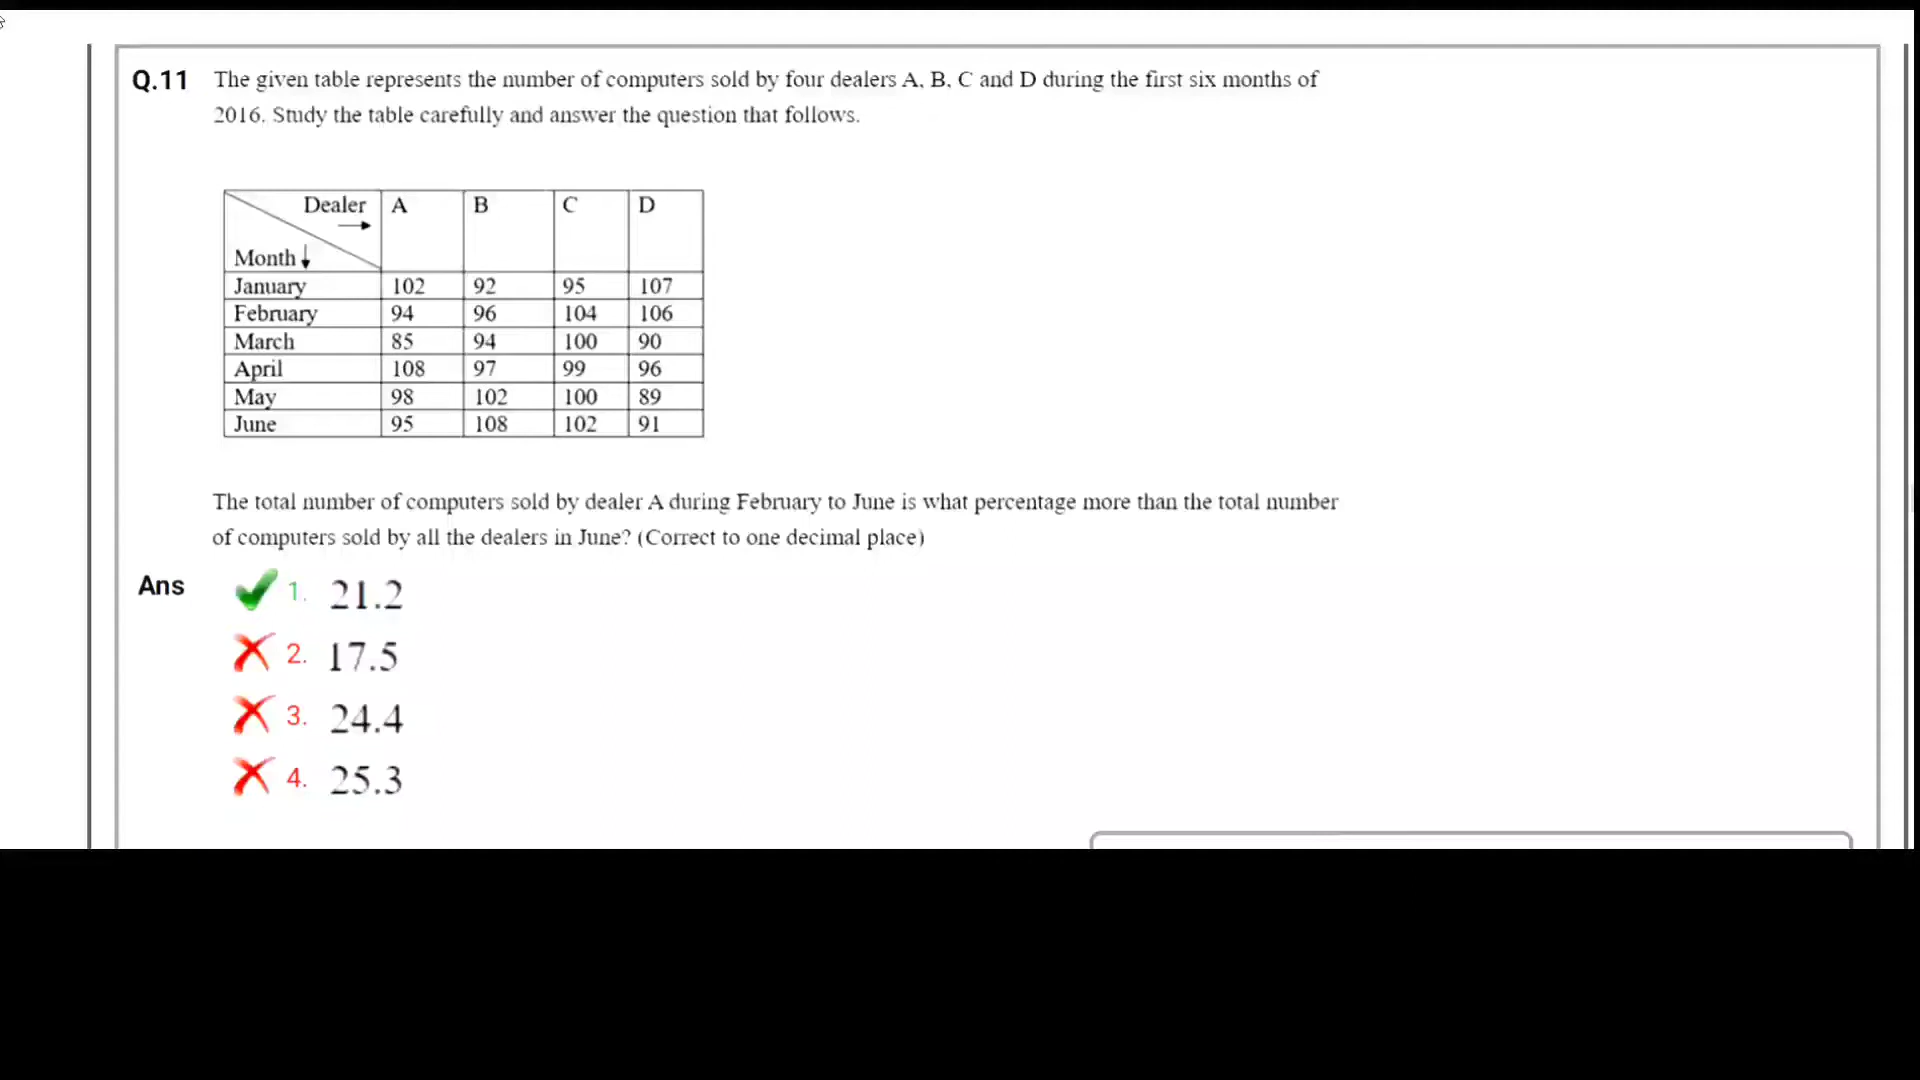 Q.11 The given table represents the number of computers sold by four dealers A, B, C and D during the first six months of
2016. Study the table carefully and answer the question that follows.
Dealer A B C D
Month
January 102 92 95 107
February 94 96 104 106
March 85 94 100 90
April 108 97 99 96
May 98 102 100 89
June 95 108 102 91
The total number of computers sold by dealer A during February to June is what percentage more than the total number
of computers sold by all the dealers in June? (Correct to one decimal place)
Ans 1. 21.2
2. 17.5
3. 24.4
4. 25.3